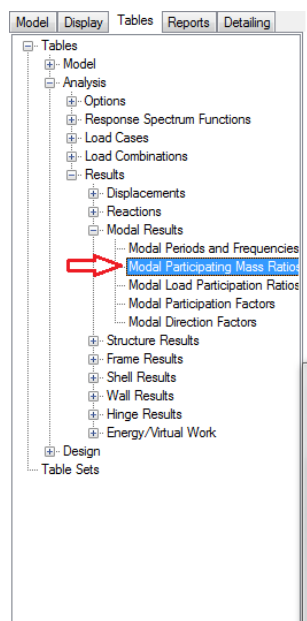 Model Display Tables Reports Detailing
Tables
Model
Analysis
Options
Response Spectrum Functions
Load Cases
Load Combinations
Results
Displacements
Reactions
Modal Results
Modal Periods and Frequencies
Modal Participating Mass Ratios
Modal Load Participation Ratios
Modal Participation Factors
Modal Direction Factors
Structure Results
Frame Results
Shell Results
Wall Results
Hinge Results
Energy/Virtual Work
Design
Table Sets